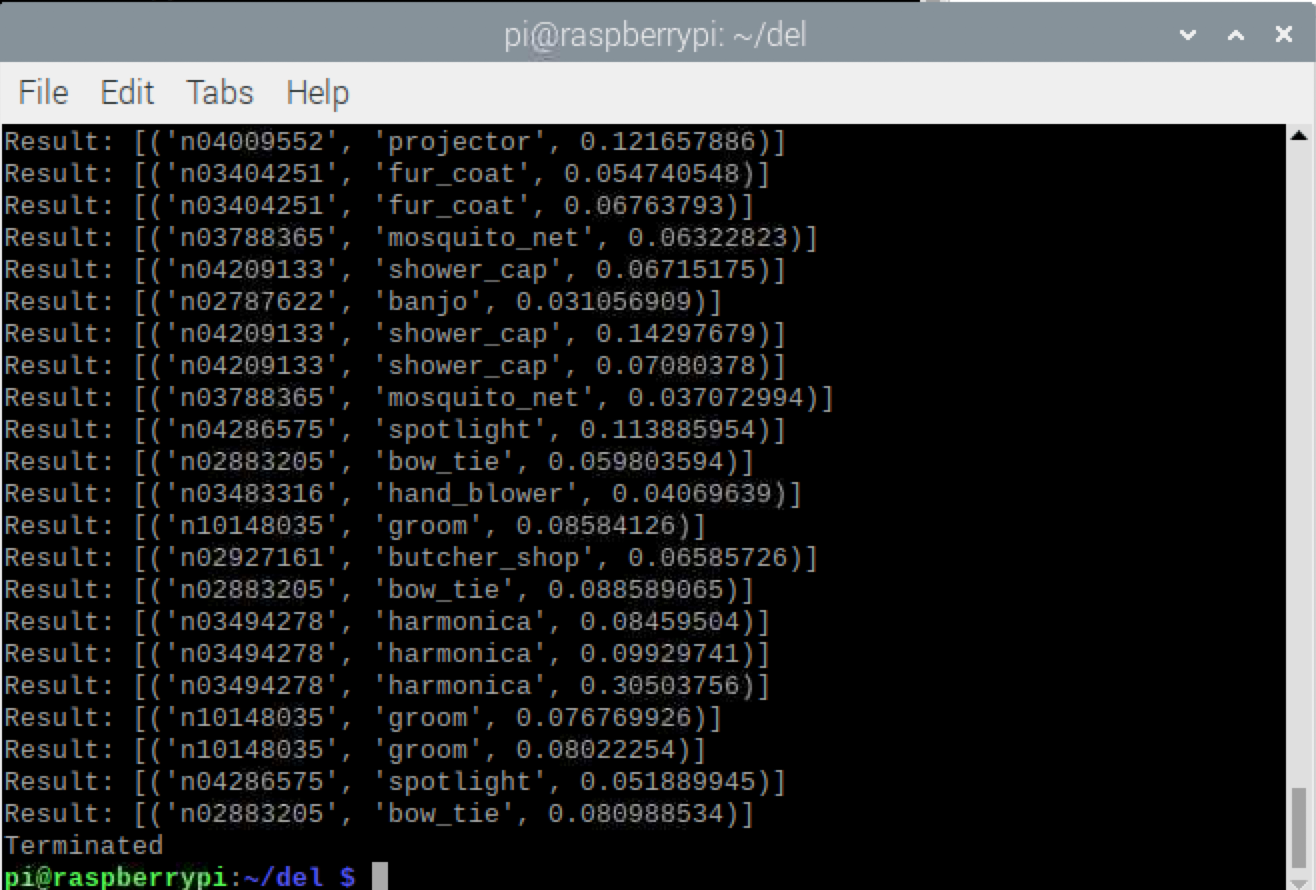 pi@raspberrypi: ~/del
File Edit Tabs Help
Result: [('n04009552', 'projector', 0.121657886)]
Result: [('n03404251', 'fur_coat', 0.054740548)]
Result: [('n03404251', 'fur_coat', 0.06763793)]
Result: [('n03788365', 'mosquito_net', 0.06322823)]
Result: [('n04209133', 'shower_cap', 0.06715175)]
Result: [('n02787622', 'banjo', 0.031056909)]
Result: [('n04209133', 'shower_cap', 0.14297679)]
Result: [('n04209133', 'shower_cap', 0.07080378)]
Result: [('n03788365', 'mosquito_net', 0.037072994)]
Result: [('n04286575', 'spotlight', 0.113885954)]
Result: [('n02883205', 'bow_tie', 0.059803594)]
Result: [('n03483316', 'hand_blower', 0.04069639)]
Result: [('n10148035', 'groom', 0.08584126)]
Result: [('n02927161', 'butcher_shop', 0.06585726)]
Result: [('n02883205', 'bow_tie', 0.088589065)]
Result: [('n03494278', 'harmonica', 0.08459504)]
Result: [('n03494278', 'harmonica', 0.09929741)]
Result: [('n03494278', 'harmonica', 0.30503756)]
Result: [('n10148035', 'groom', 0.076769926)]
Result: [('n10148035', 'groom', 0.08022254)]
Result: [('n04286575', 'spotlight', 0.051889945)]
Result: [('n02883205', 'bow_tie', 0.080988534)]
Terminated
pi@raspberrypi:~/del $